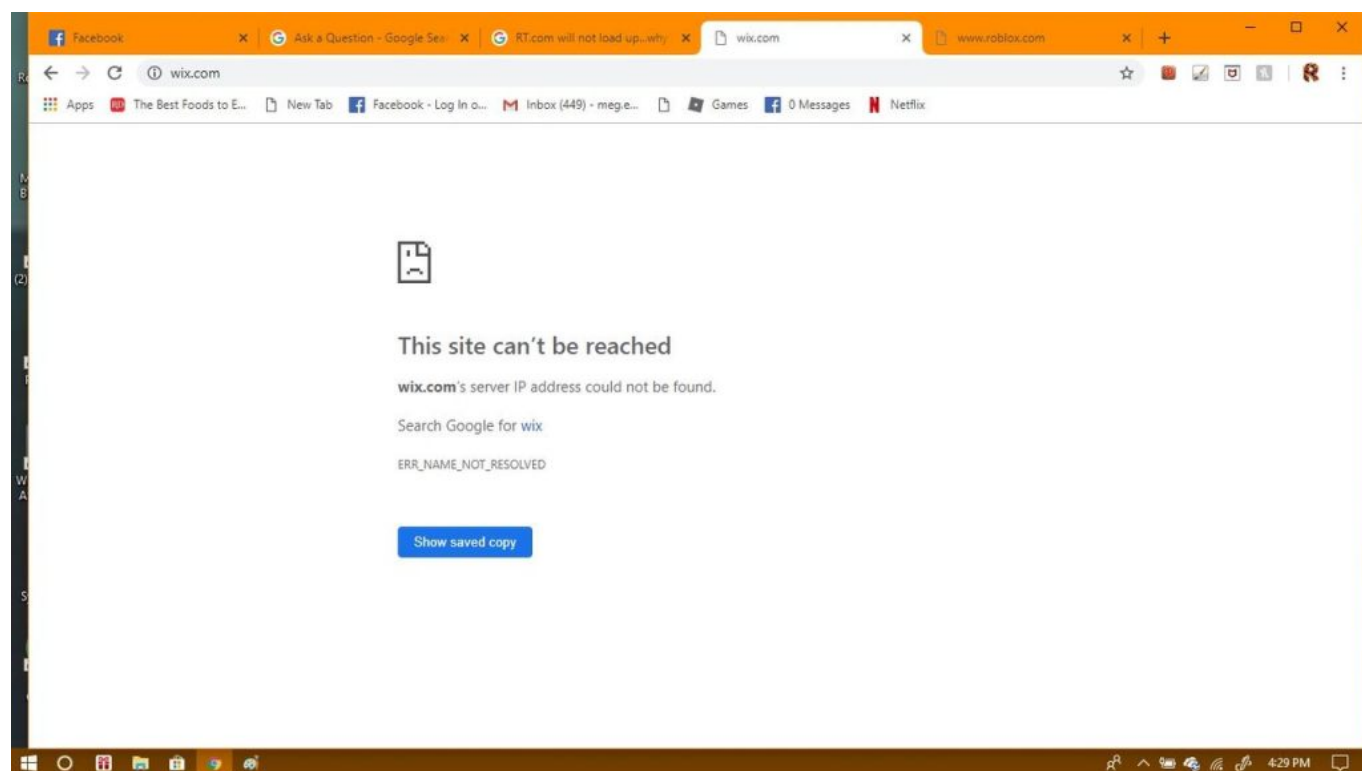 Facebook
Ask a Question - Google Sea
RT.com will not load up...why
wix.com
www.roblox.com
wix.com
Apps
The Best Foods to E...
New Tab
Facebook - Log In o...
Inbox (449) - meg.e...
Games
0 Messages
Netflix
(2)
This site can't be reached
wix.com's server IP address could not be found.
Search Google for wix
ERR_NAME_NOT_RESOLVED
Show saved copy
4:29 PM